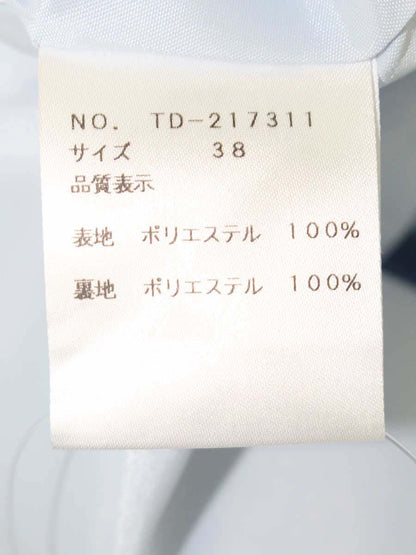 NO. TD-217311
サイズ 38
品質表示
表地 ポリエステル 100%
裏地 ポリエステル 100%